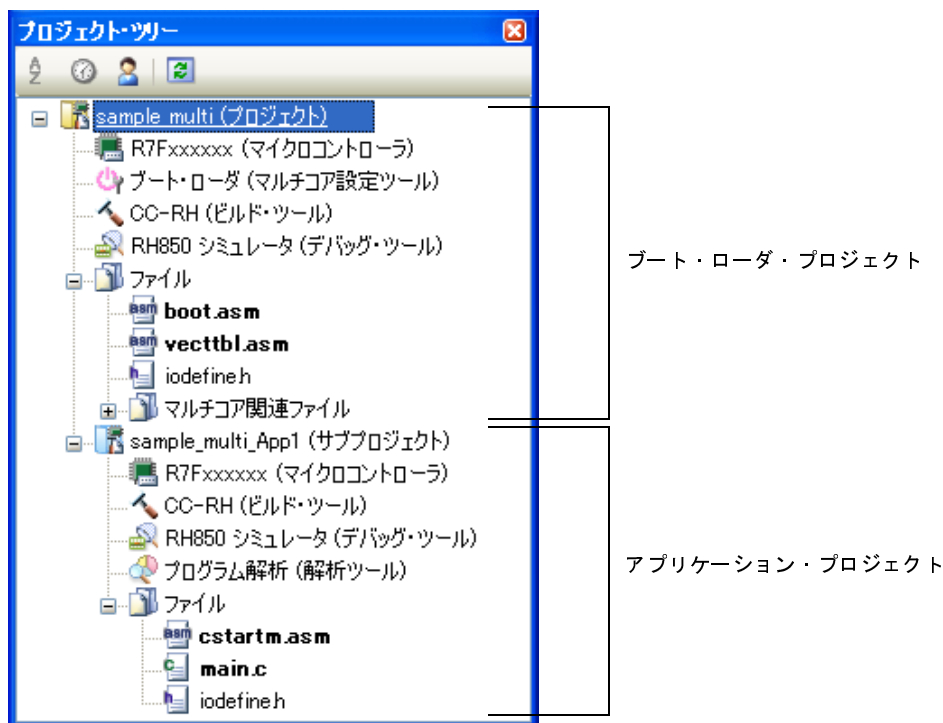 プロジェクト・ツリー
sample_multi (プロジェクト)
R7Fxxxxxx (マイクロコントローラ)
ブート・ローダ (マルチコア設定ツール)
CC-RH (ビルド・ツール)
RH850 シミュレータ (デバッグ・ツール)
ファイル
boot.asm
vecttbl.asm
iodefine.h
マルチコア関連ファイル
ブート・ローダ・プロジェクト
sample_multi_App1 (サブプロジェクト)
R7Fxxxxxx (マイクロコントローラ)
CC-RH (ビルド・ツール)
RH850 シミュレータ (デバッグ・ツール)
プログラム解析 (解析ツール)
ファイル
cstartm.asm
main.c
iodefine.h
アプリケーション・プロジェクト